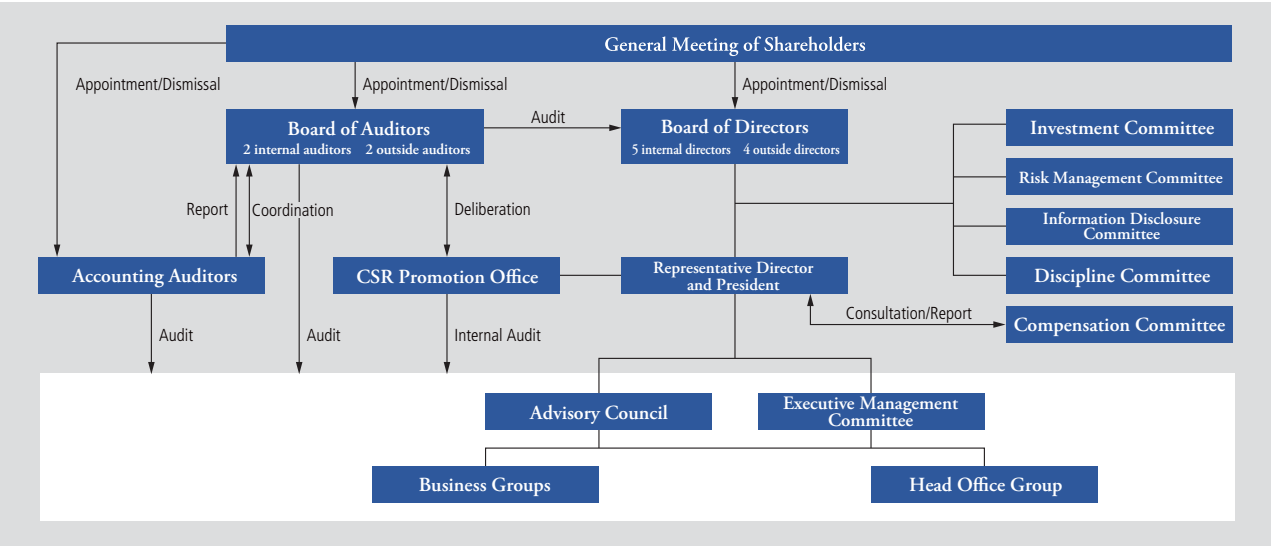 General Meeting of Shareholders
Appointment/Dismissal
Appointment/Dismissal
Appointment/Dismissal
Board of Auditors
2 internal auditors 2 outside auditors
Audit
Board of Directors
5 internal directors 4 outside directors
Investment Committee
Risk Management Committee
Information Disclosure
Committee
Discipline Committee
Compensation Committee
Report
Coordination
Deliberation
Accounting Auditors
CSR Promotion Office
Representative Director
and President
Consultation/Report
Audit
Audit
Internal Audit
Advisory Council
Executive Management
Committee
Business Groups
Head Office Group